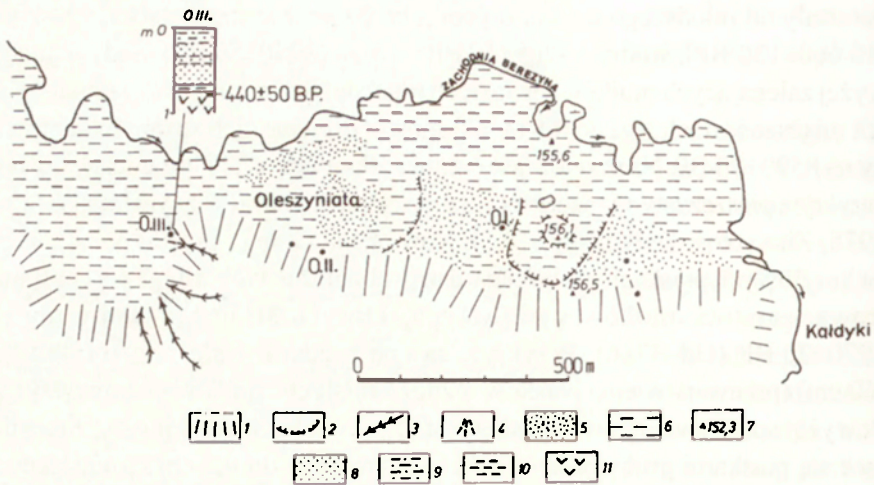 O III.
m 0
440±50 B.P.
ZACHODNIA BEREZYNA
155,6
Oleszyniata
O.III.
O.I.
156,1
O.II.
156,5
Kałdyki
0 500m
1 2 3 4 5 6 +152,3 7
8 9 10 11